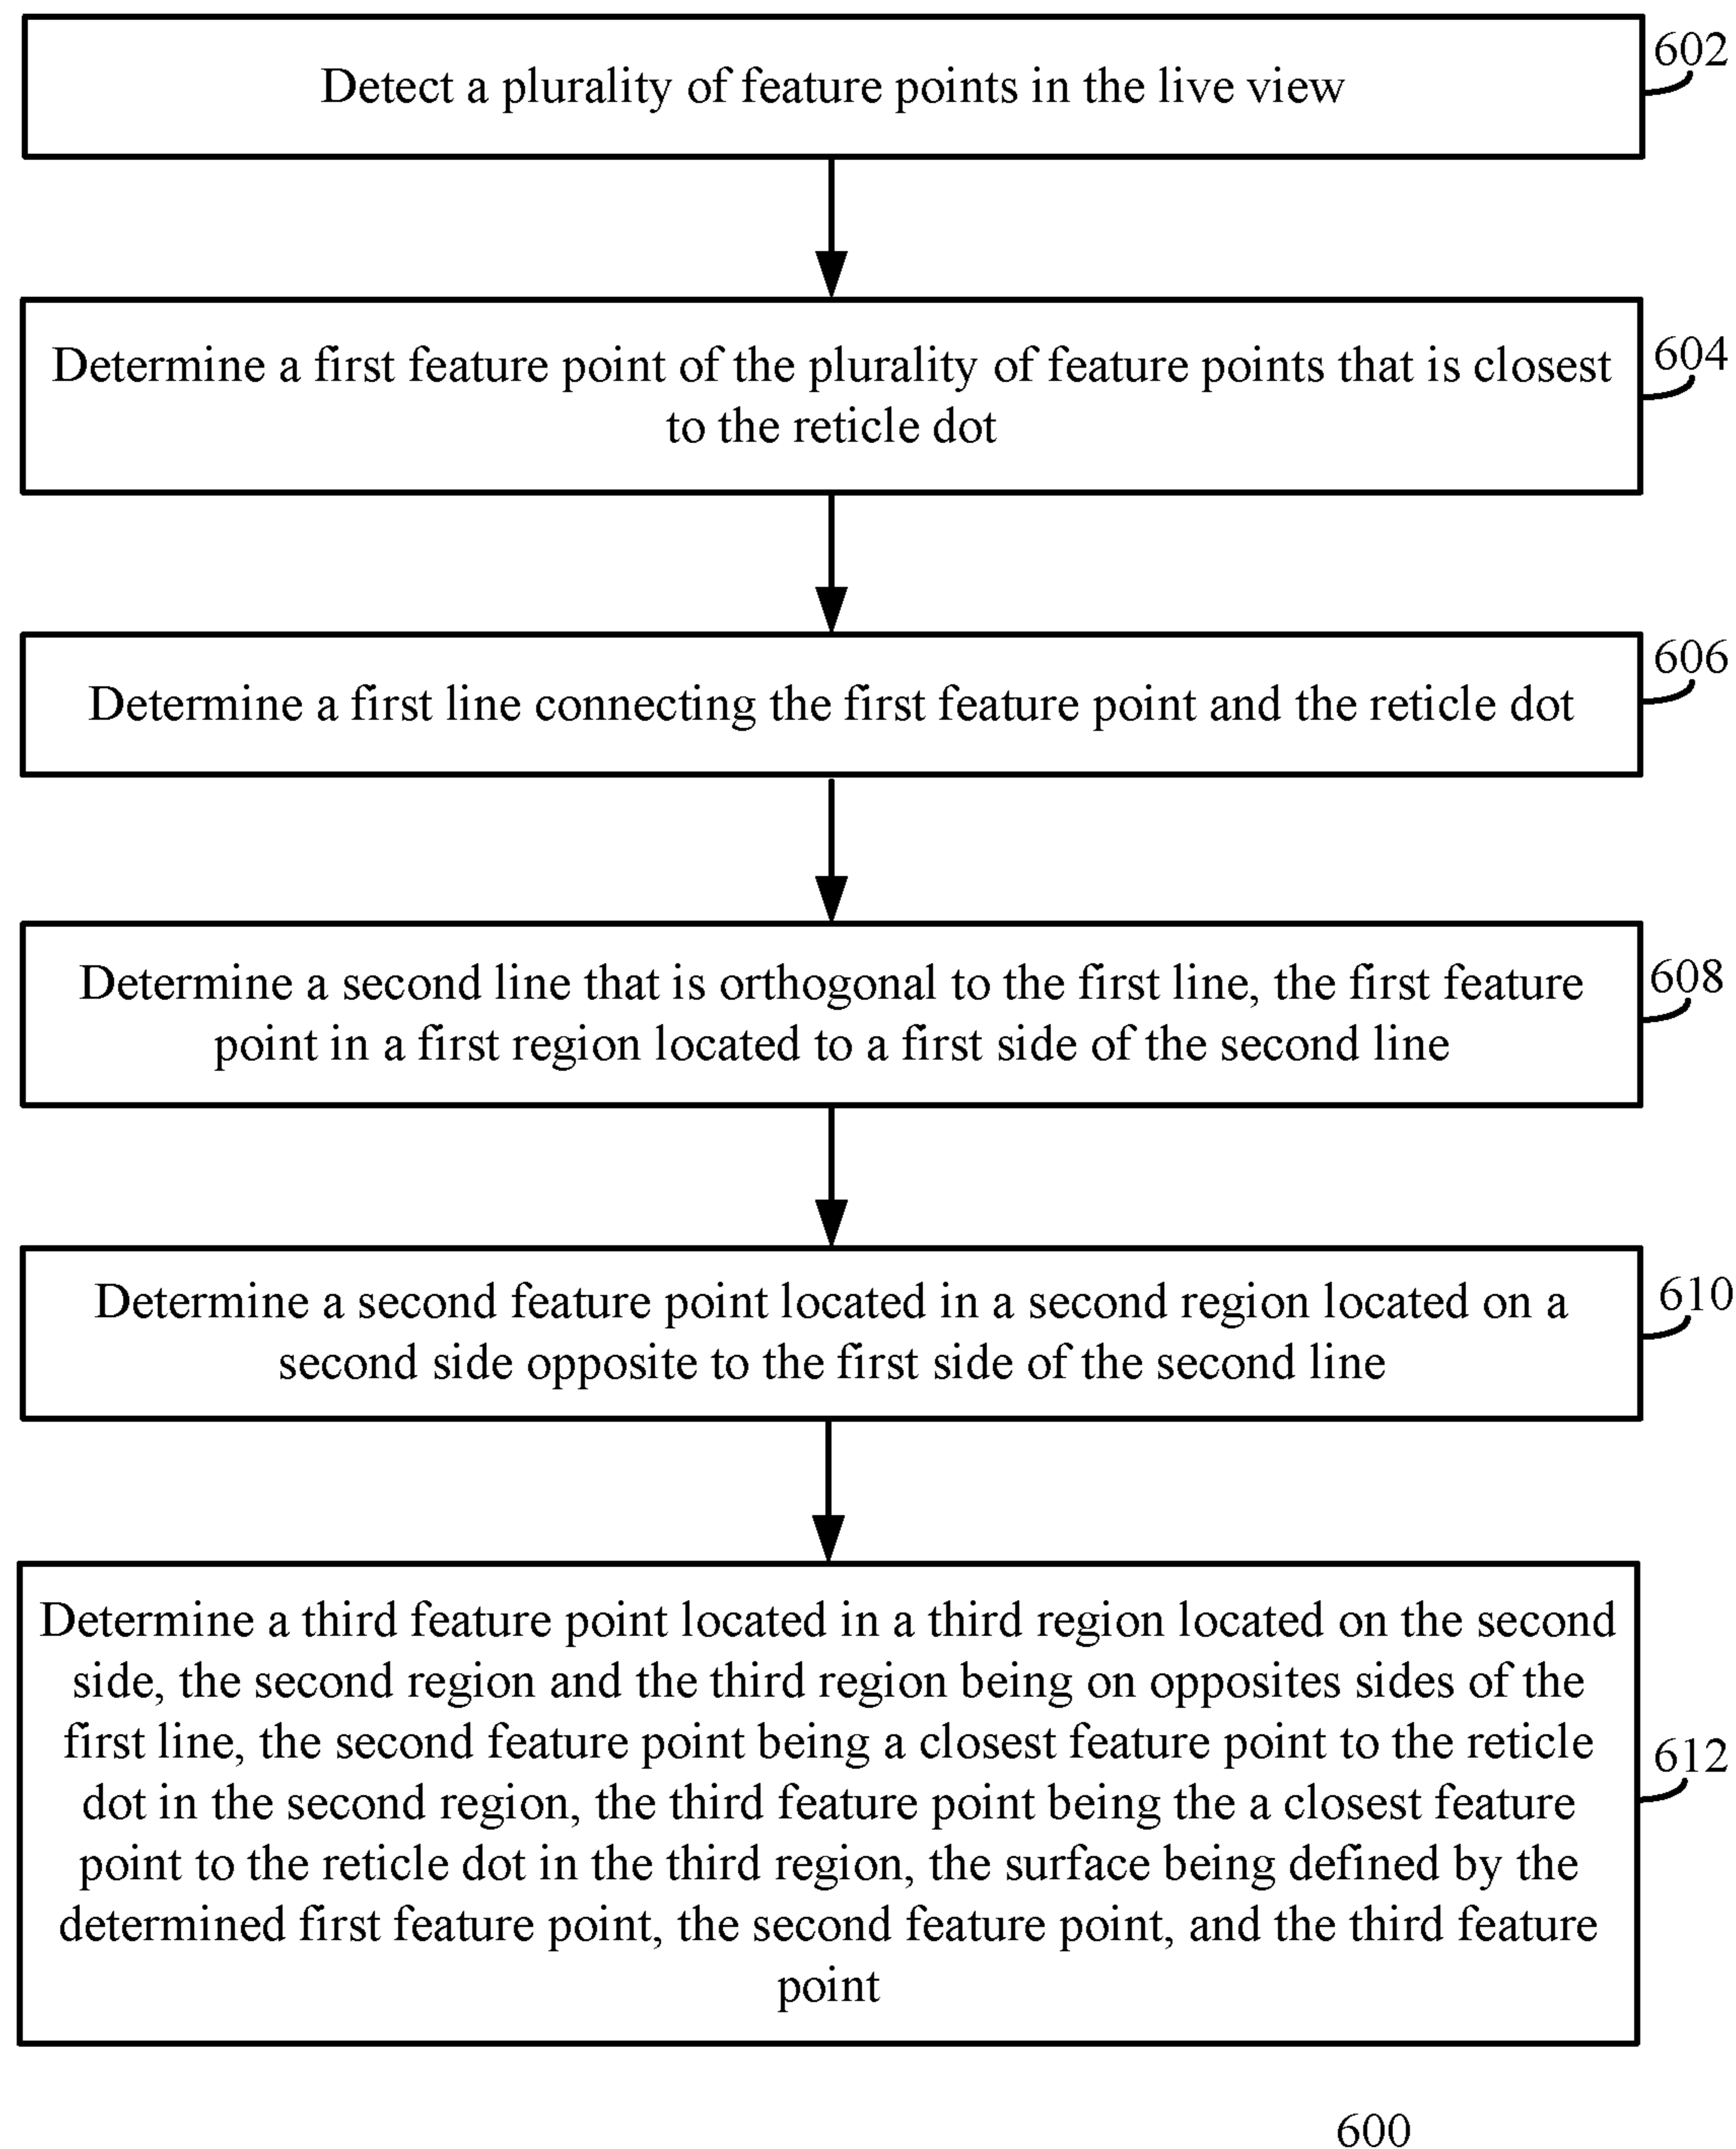 Detect a plurality of feature points in the live view
602
Determine a first feature point of the plurality of feature points that is closest
to the reticle dot
604
Determine a first line connecting the first feature point and the reticle dot
606
Determine a second line that is orthogonal to the first line, the first feature
point in a first region located to a first side of the second line
608
Determine a second feature point located in a second region located on a
second side opposite to the first side of the second line
610
Determine a third feature point located in a third region located on the second
side, the second region and the third region being on opposites sides of the
first line, the second feature point being a closest feature point to the reticle
dot in the second region, the third feature point being the a closest feature
point to the reticle dot in the third region, the surface being defined by the
determined first feature point, the second feature point, and the third feature
point
612
600